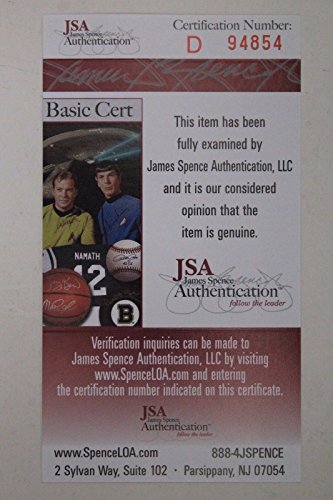 JSA
James Spence
Authentication
Certification Number:
D 94854
Basic Cert
NAMATH
12
B
This item has been
fully examined by
James Spence Authentication, LLC
and it is our considered
opinion that the
item is genuine.
JSA
James Spence
Authentication
follow the leader
Verification inquiries can be made to
James Spence Authentication, LLC by visiting
www.SpenceLOA.com and entering
the certification number indicated on this certificate.
JSA
James Spence
Authentication
follow the leader
www.SpenceLOA.com 888-4JSPENCE
2 Sylvan Way, Suite 102 • Parsippany, NJ 07054